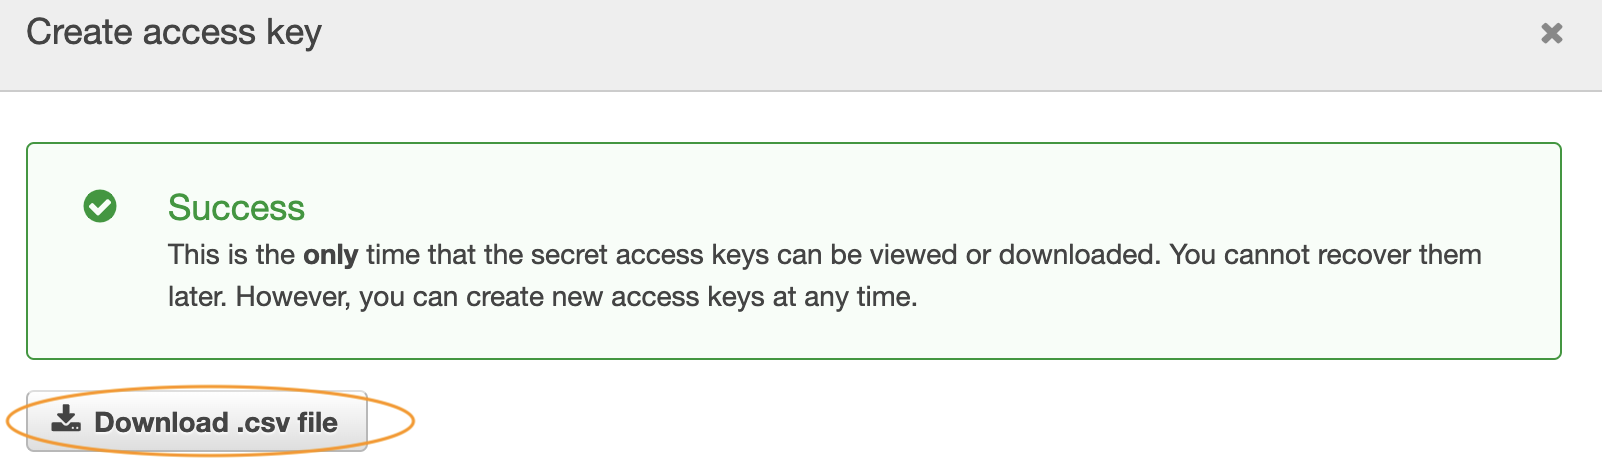 Create access key
Success
This is the only time that the secret access keys can be viewed or downloaded. You cannot recover them
later. However, you can create new access keys at any time.
Download .csv file